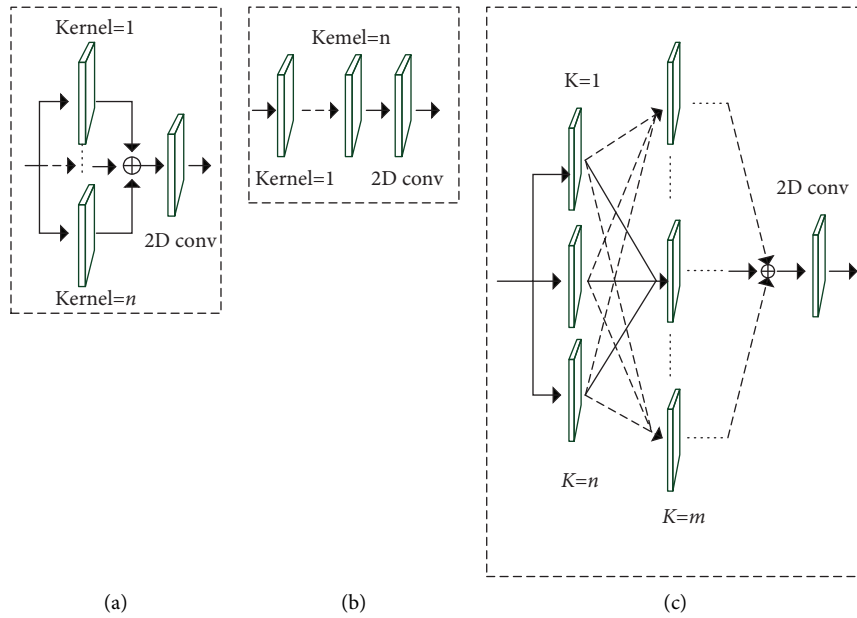 Kernel=1
2D conv
Kernel=n
(a)
Kemel=n
Kernel=1
2D conv
(b)
K=1
2D conv
K=n
K=m
(c)